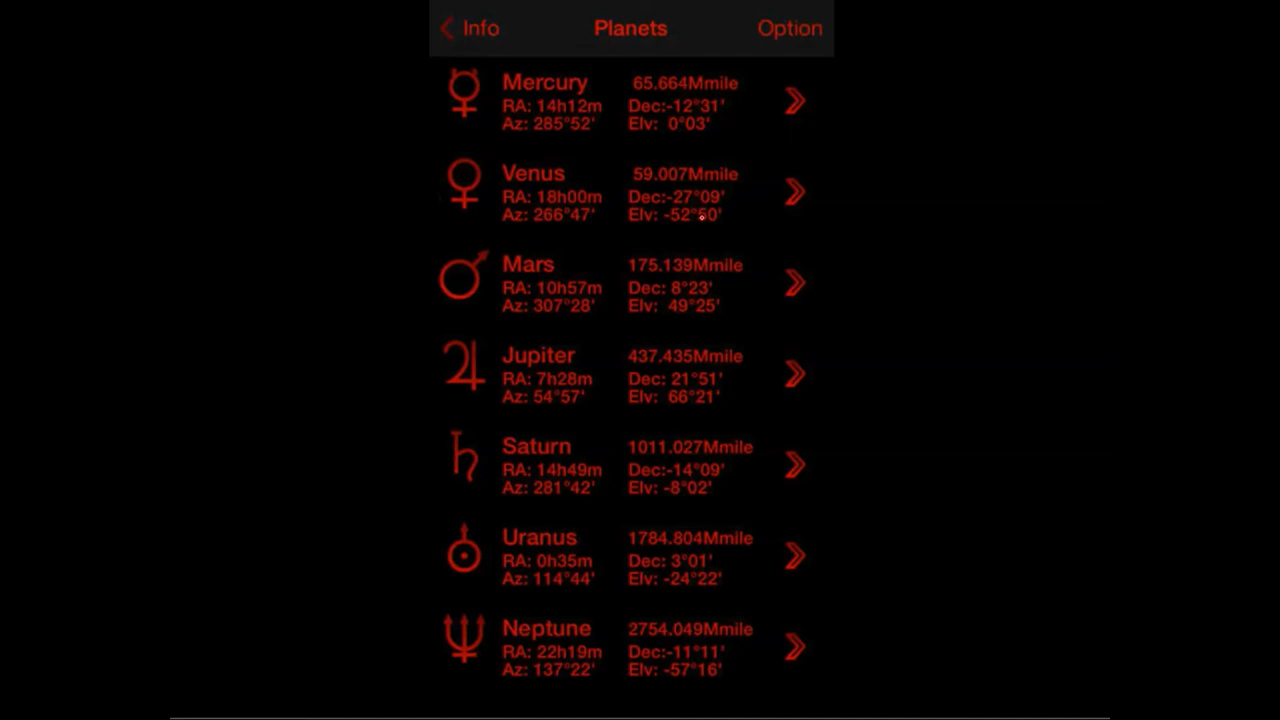 Info Planets Option
Mercury 65.664Mmile
RA: 14h12m Dec:-12°31'
Az: 285°52' Elv: 0°03'
Venus 59.007Mmile
RA: 18h00m Dec:-27°09'
Az: 266°47' Elv: -52°50'
Mars 175.139Mmile
RA: 10h57m Dec: 8°23'
Az: 307°28' Elv: 49°25'
Jupiter 437.435Mmile
RA: 7h28m Dec: 21°51'
Az: 54°57' Elv: 66°21'
Saturn 1011.027Mmile
RA: 14h49m Dec:-14°09'
Az: 281°42' Elv: -8°02'
Uranus 1784.804Mmile
RA: 0h35m Dec: 3°01'
Az: 114°44' Elv: -24°22'
Neptune 2754.049Mmile
RA: 22h19m Dec:-11°11'
Az: 137°22' Elv: -57°16'